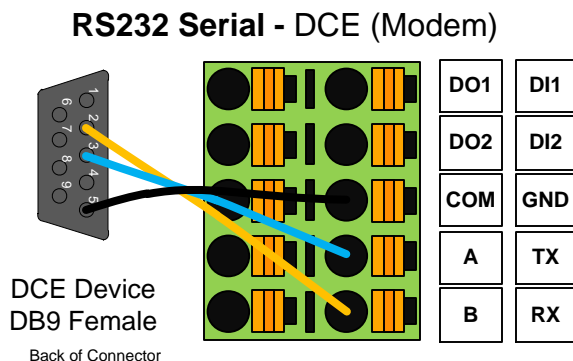 RS232 Serial - DCE (Modem)
1
6
2
7
3
8
4
9
5
DO1 DI1
DO2 DI2
COM GND
A TX
B RX
DCE Device
DB9 Female
Back of Connector